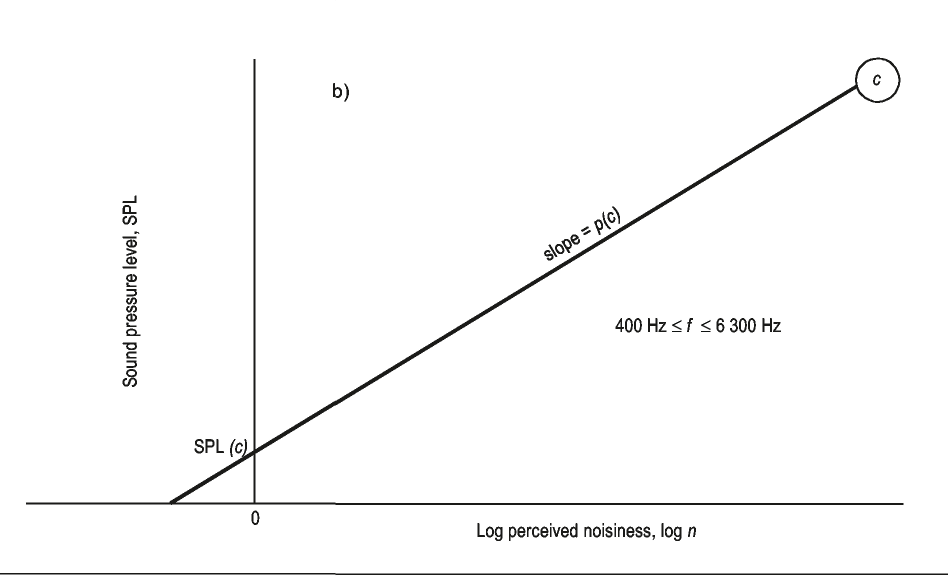 b)
c
Sound pressure level, SPL
slope = p(c)
400 Hz ≤ f ≤ 6 300 Hz
SPL (c)
0
Log perceived noisiness, log n